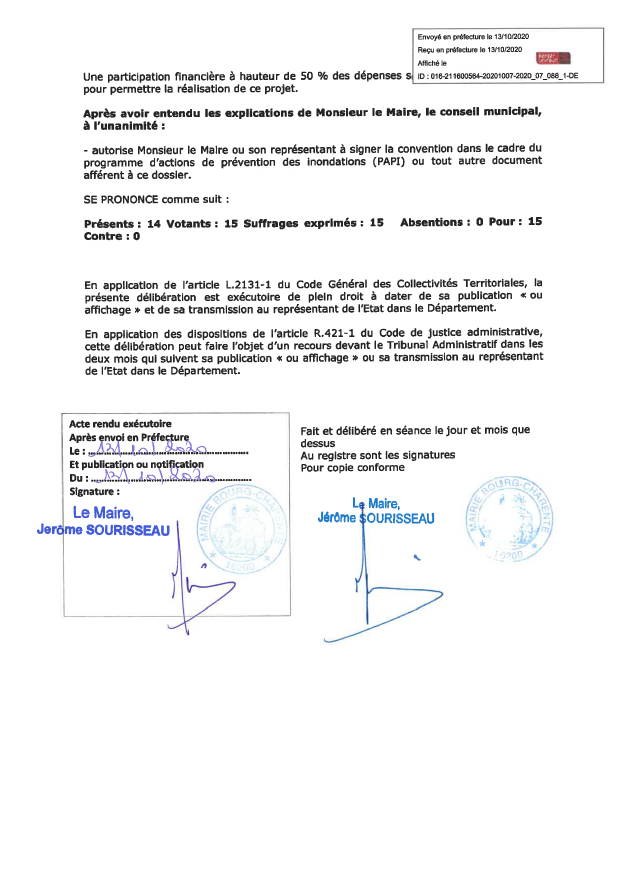 Envoyé en préfecture le 13/10/2020
Reçu en préfecture le 13/10/2020
Affiché le
ID : 016-211600564-20201007-2020_07_088_1-DE
Une participation financière à hauteur de 50 % des dépenses
pour permettre la réalisation de ce projet.
Après avoir entendu les explications de Monsieur le Maire, le conseil municipal,
à l'unanimité :
- autorise Monsieur le Maire ou son représentant à signer la convention dans le cadre du
programme d'actions de prévention des inondations (PAPI) ou tout autre document
afférent à ce dossier.
SE PRONONCE comme suit :
Présents : 14 Votants : 15 Suffrages exprimés : 15 Absentions : 0 Pour : 15
Contre : 0
En application de l'article L.2131-1 du Code Général des Collectivités Territoriales, la
présente délibération est exécutoire de plein droit à dater de sa publication « ou
affichage » et de sa transmission au représentant de l'Etat dans le Département.
En application des dispositions de l'article R.421-1 du Code de justice administrative,
cette délibération peut faire l'objet d'un recours devant le Tribunal Administratif dans les
deux mois qui suivent sa publication « ou affichage » ou sa transmission au représentant
de l'Etat dans le Département.
Acte rendu exécutoire
Après envoi en Préfecture
Le :
Et publication ou notification
Du :
Signature :
Le Maire,
Jerôme SOURISSEAU
MAIRIE BOURG-CHARENTE
16200
Fait et délibéré en séance le jour et mois que
dessus
Au registre sont les signatures
Pour copie conforme
Le Maire,
Jérôme SOURISSEAU
MAIRIE BOURG-CHARENTE
16200